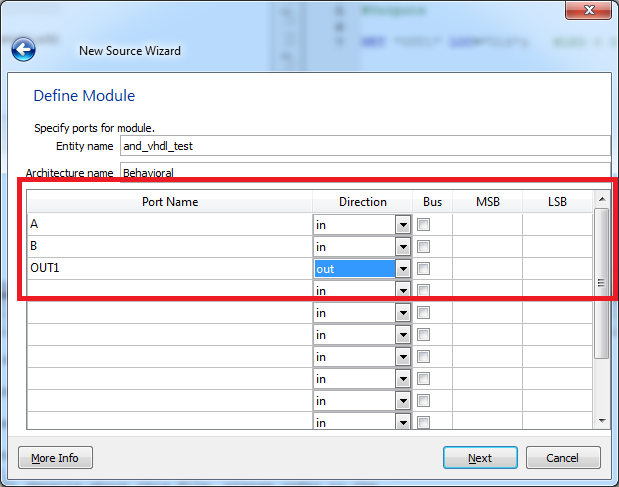 New Source Wizard
Define Module
Specify ports for module.
Entity name and_vhdl_test
Architecture name Behavioral
Port Name Direction Bus MSB LSB
A in
B in
OUT1 out
in
in
in
in
in
in
in
More Info Next Cancel